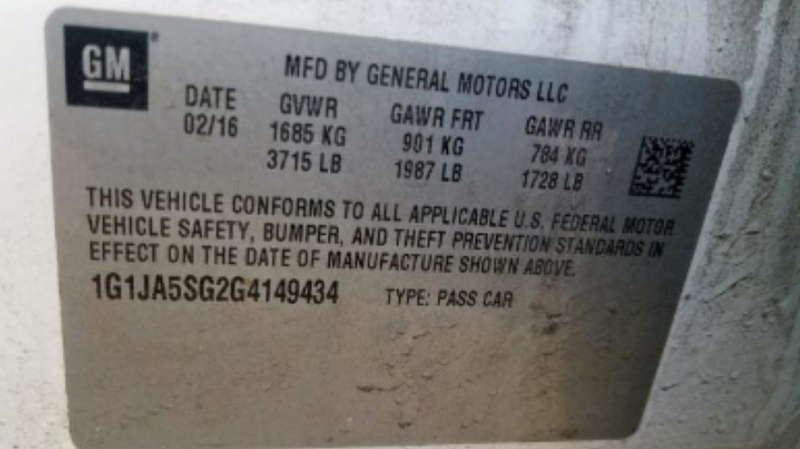 GM
MFD BY GENERAL MOTORS LLC
DATE GVWR GAWR FRT GAWR RR
02/16 1685 KG 901 KG 784 KG
3715 LB 1987 LB 1728 LB
THIS VEHICLE CONFORMS TO ALL APPLICABLE U.S. FEDERAL MOTOR
VEHICLE SAFETY, BUMPER, AND THEFT PREVENTION STANDARDS IN
EFFECT ON THE DATE OF MANUFACTURE SHOWN ABOVE.
1G1JA5SG2G4149434 TYPE: PASS CAR